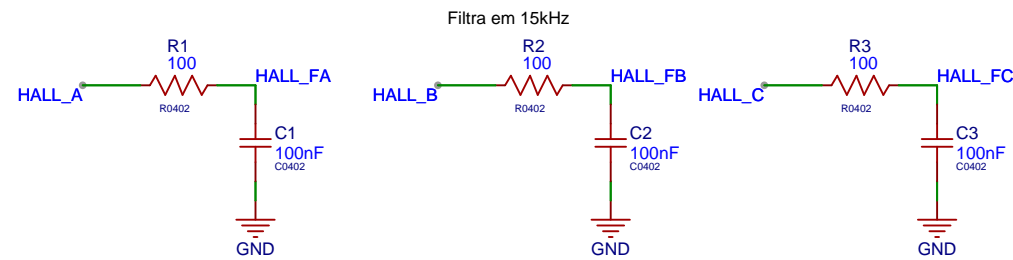 Filtra em 15kHz
R1
100
HALL_A
HALL_FA
R0402
C1
100nF
C0402
GND
R2
100
HALL_B
HALL_FB
R0402
C2
100nF
C0402
GND
R3
100
HALL_C
HALL_FC
R0402
C3
100nF
C0402
GND